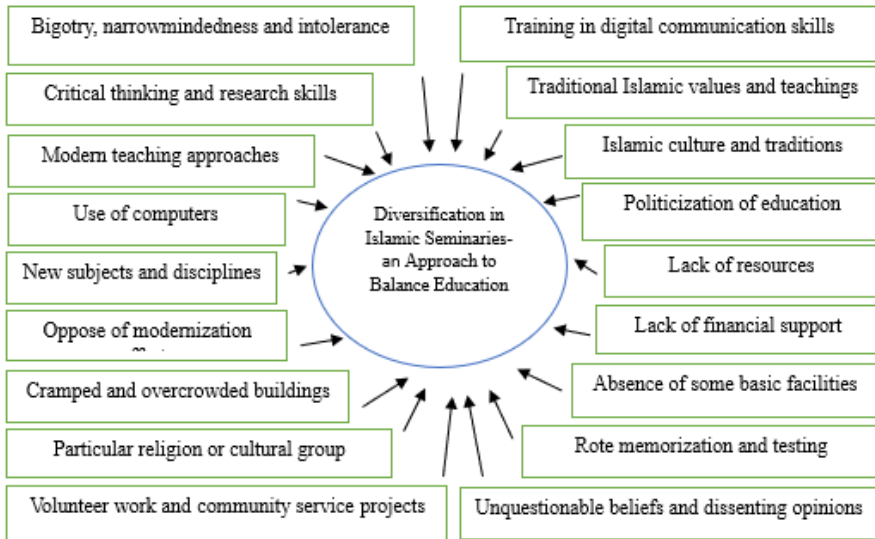 Bigotry, narrowmindedness and intolerance
Critical thinking and research skills
Modern teaching approaches
Use of computers
New subjects and disciplines
Oppose of modernization
Cramped and overcrowded buildings
Particular religion or cultural group
Volunteer work and community service projects
Diversification in
Islamic Seminaries-
an Approach to
Balance Education
Training in digital communication skills
Traditional Islamic values and teachings
Islamic culture and traditions
Politicization of education
Lack of resources
Lack of financial support
Absence of some basic facilities
Rote memorization and testing
Unquestionable beliefs and dissenting opinions